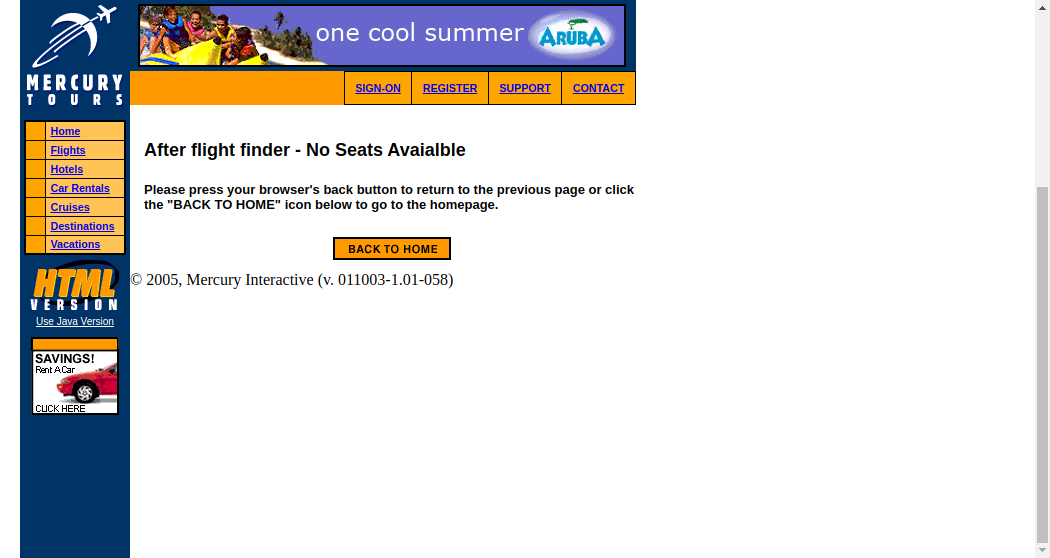 one cool summer ARUBA
MERCURY
TOURS
SIGN-ON REGISTER SUPPORT CONTACT
Home
Flights
Hotels
Car Rentals
Cruises
Destinations
Vacations
HTML
VERSION
Use Java Version
SAVINGS!
Rent A Car
CLICK HERE
After flight finder - No Seats Avaialble
Please press your browser's back button to return to the previous page or click
the "BACK TO HOME" icon below to go to the homepage.
BACK TO HOME
© 2005, Mercury Interactive (v. 011003-1.01-058)